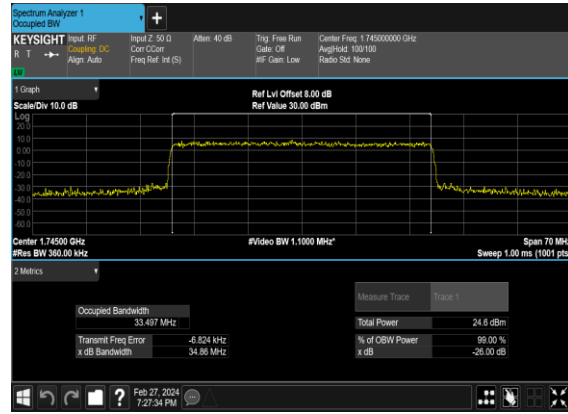 Spectrum Analyzer 1
Occupied BW
+
KEYSIGHT Input: RF Input Z: 50 Ω Atten: 40 dB Trig: Free Run Center Freq: 1.745000000 GHz
R T Coupling: DC Corr CCorr Gate: Off Avg|Hold: 100/100
Align: Auto Freq Ref: Int (S) #IF Gain: Low Radio Std: None
LW
1 Graph Ref Lvl Offset 8.00 dB
Scale/Div 10.0 dB Ref Value 30.00 dBm
Log
20.0
10.0
0.00
-10.0
-20.0
-30.0
-40.0
-50.0
-60.0
Center 1.74500 GHz #Video BW 1.1000 MHz* Span 70 MHz
#Res BW 360.00 kHz Sweep 1.00 ms (1001 pts
2 Metrics
Measure Trace Trace 1
Occupied Bandwidth
33.497 MHz Total Power 24.6 dBm
Transmit Freq Error -6.824 kHz % of OBW Power 99.00 %
x dB Bandwidth 34.86 MHz x dB -26.00 dB
? Feb 27, 2024
7:27:34 PM